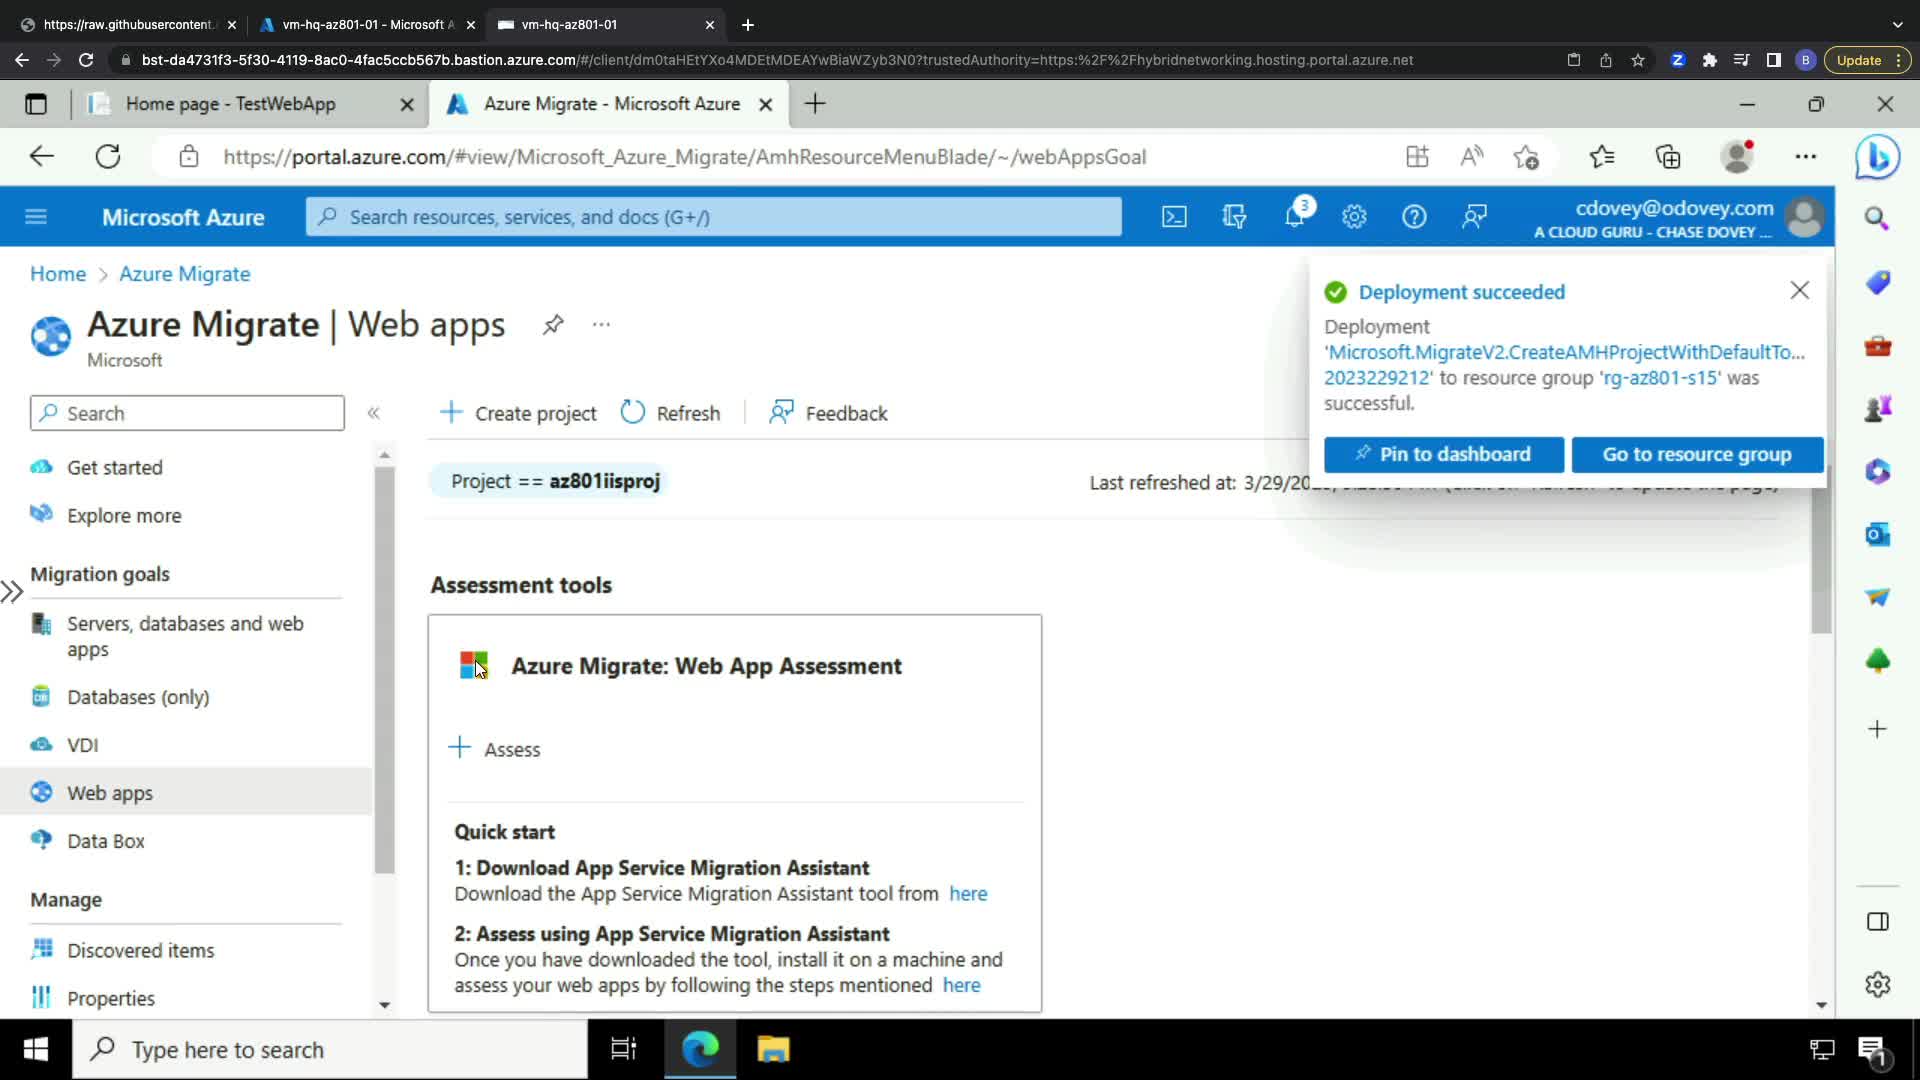 https://raw.githubusercontent.
vm-hq-az801-01 - Microsoft A
vm-hq-az801-01
bst-da4731f3-5f30-4119-8ac0-4fac5ccb567b.bastion.azure.com/#/client/dm0taHEtYXo4MDEtMDEAYwBiaWZyb3N0?trustedAuthority=https:%2F%2Fhybridnetworking.hosting.portal.azure.net
B
Update
Home page - TestWebApp
Azure Migrate - Microsoft Azure
https://portal.azure.com/#view/Microsoft_Azure_Migrate/AmhResourceMenuBlade/~/webAppsGoal
Microsoft Azure
Search resources, services, and docs (G+/)
3
cdovey@odovey.com
A CLOUD GURU - CHASE DOVEY ...
Home > Azure Migrate
Azure Migrate | Web apps
Microsoft
Deployment succeeded
Deployment
'Microsoft.MigrateV2.CreateAMHProjectWithDefaultTo...
2023229212' to resource group 'rg-az801-s15' was
successful.
Pin to dashboard
Go to resource group
Search
Create project
Refresh
Feedback
Project == az801iisproj
Last refreshed at: 3/29/20
Get started
Explore more
Migration goals
Servers, databases and web
apps
Databases (only)
VDI
Web apps
Data Box
Manage
Discovered items
Properties
Assessment tools
Azure Migrate: Web App Assessment
Assess
Quick start
1: Download App Service Migration Assistant
Download the App Service Migration Assistant tool from here
2: Assess using App Service Migration Assistant
Once you have downloaded the tool, install it on a machine and
assess your web apps by following the steps mentioned here
Type here to search
1